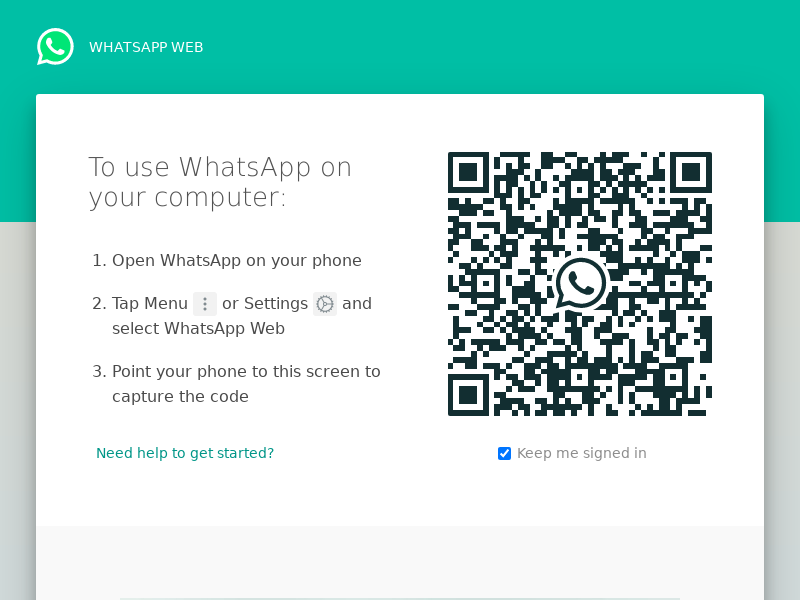 WHATSAPP WEB
To use WhatsApp on
your computer:
1. Open WhatsApp on your phone
2. Tap Menu or Settings and
select WhatsApp Web
3. Point your phone to this screen to
capture the code
Need help to get started?
Keep me signed in